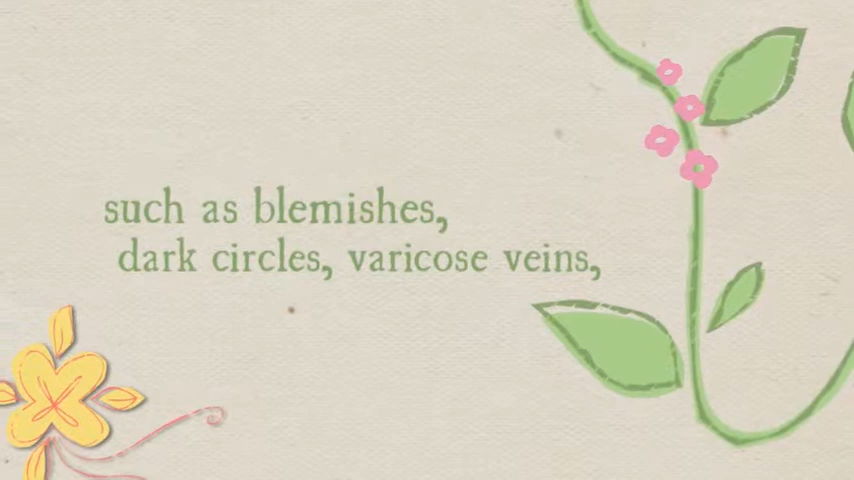 such as blemishes,
dark circles, varicose veins,